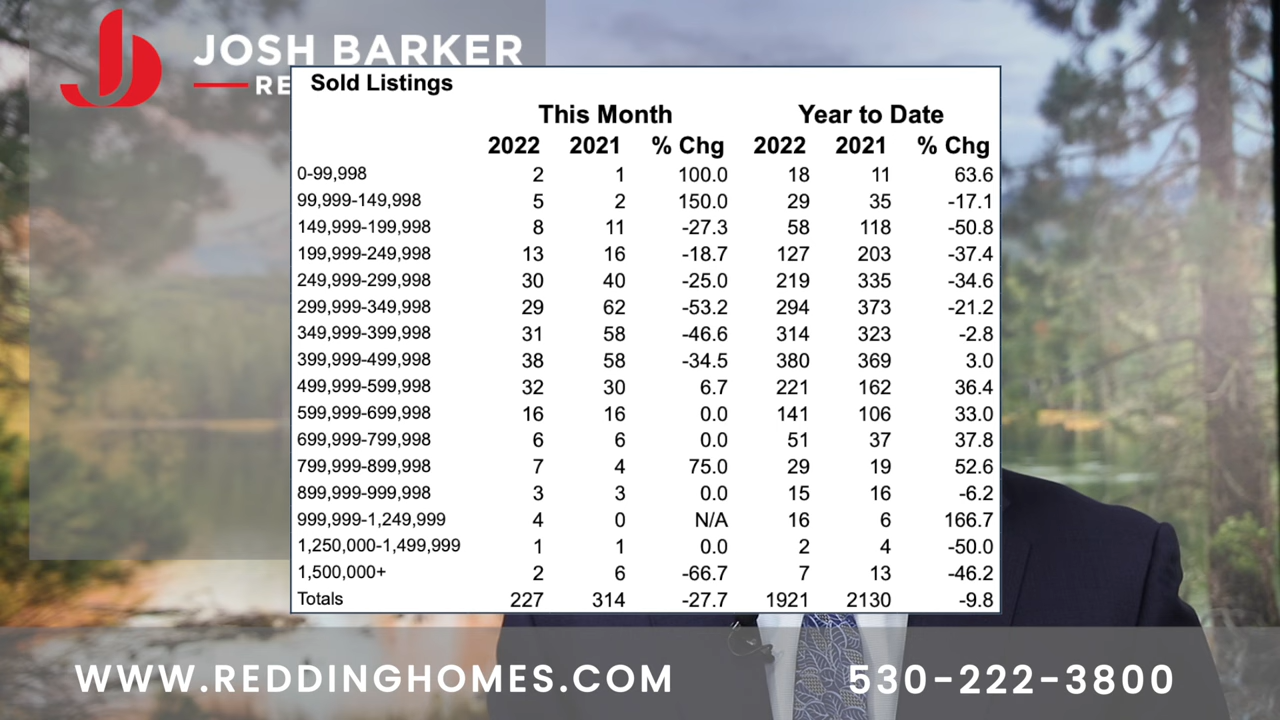 JOSH BARKER
RE
Sold Listings
This Month Year to Date
2022 2021 % Chg 2022 2021 % Chg
0-99,998 2 1 100.0 18 11 63.6
99,999-149,998 5 2 150.0 29 35 -17.1
149,999-199,998 8 11 -27.3 58 118 -50.8
199,999-249,998 13 16 -18.7 127 203 -37.4
249,999-299,998 30 40 -25.0 219 335 -34.6
299,999-349,998 29 62 -53.2 294 373 -21.2
349,999-399,998 31 58 -46.6 314 323 -2.8
399,999-499,998 38 58 -34.5 380 369 3.0
499,999-599,998 32 30 6.7 221 162 36.4
599,999-699,998 16 16 0.0 141 106 33.0
699,999-799,998 6 6 0.0 51 37 37.8
799,999-899,998 7 4 75.0 29 19 52.6
899,999-999,998 3 3 0.0 15 16 -6.2
999,999-1,249,999 4 0 N/A 16 6 166.7
1,250,000-1,499,999 1 1 0.0 2 4 -50.0
1,500,000+ 2 6 -66.7 7 13 -46.2
Totals 227 314 -27.7 1921 2130 -9.8
WWW.REDDINGHOMES.COM 530-222-3800